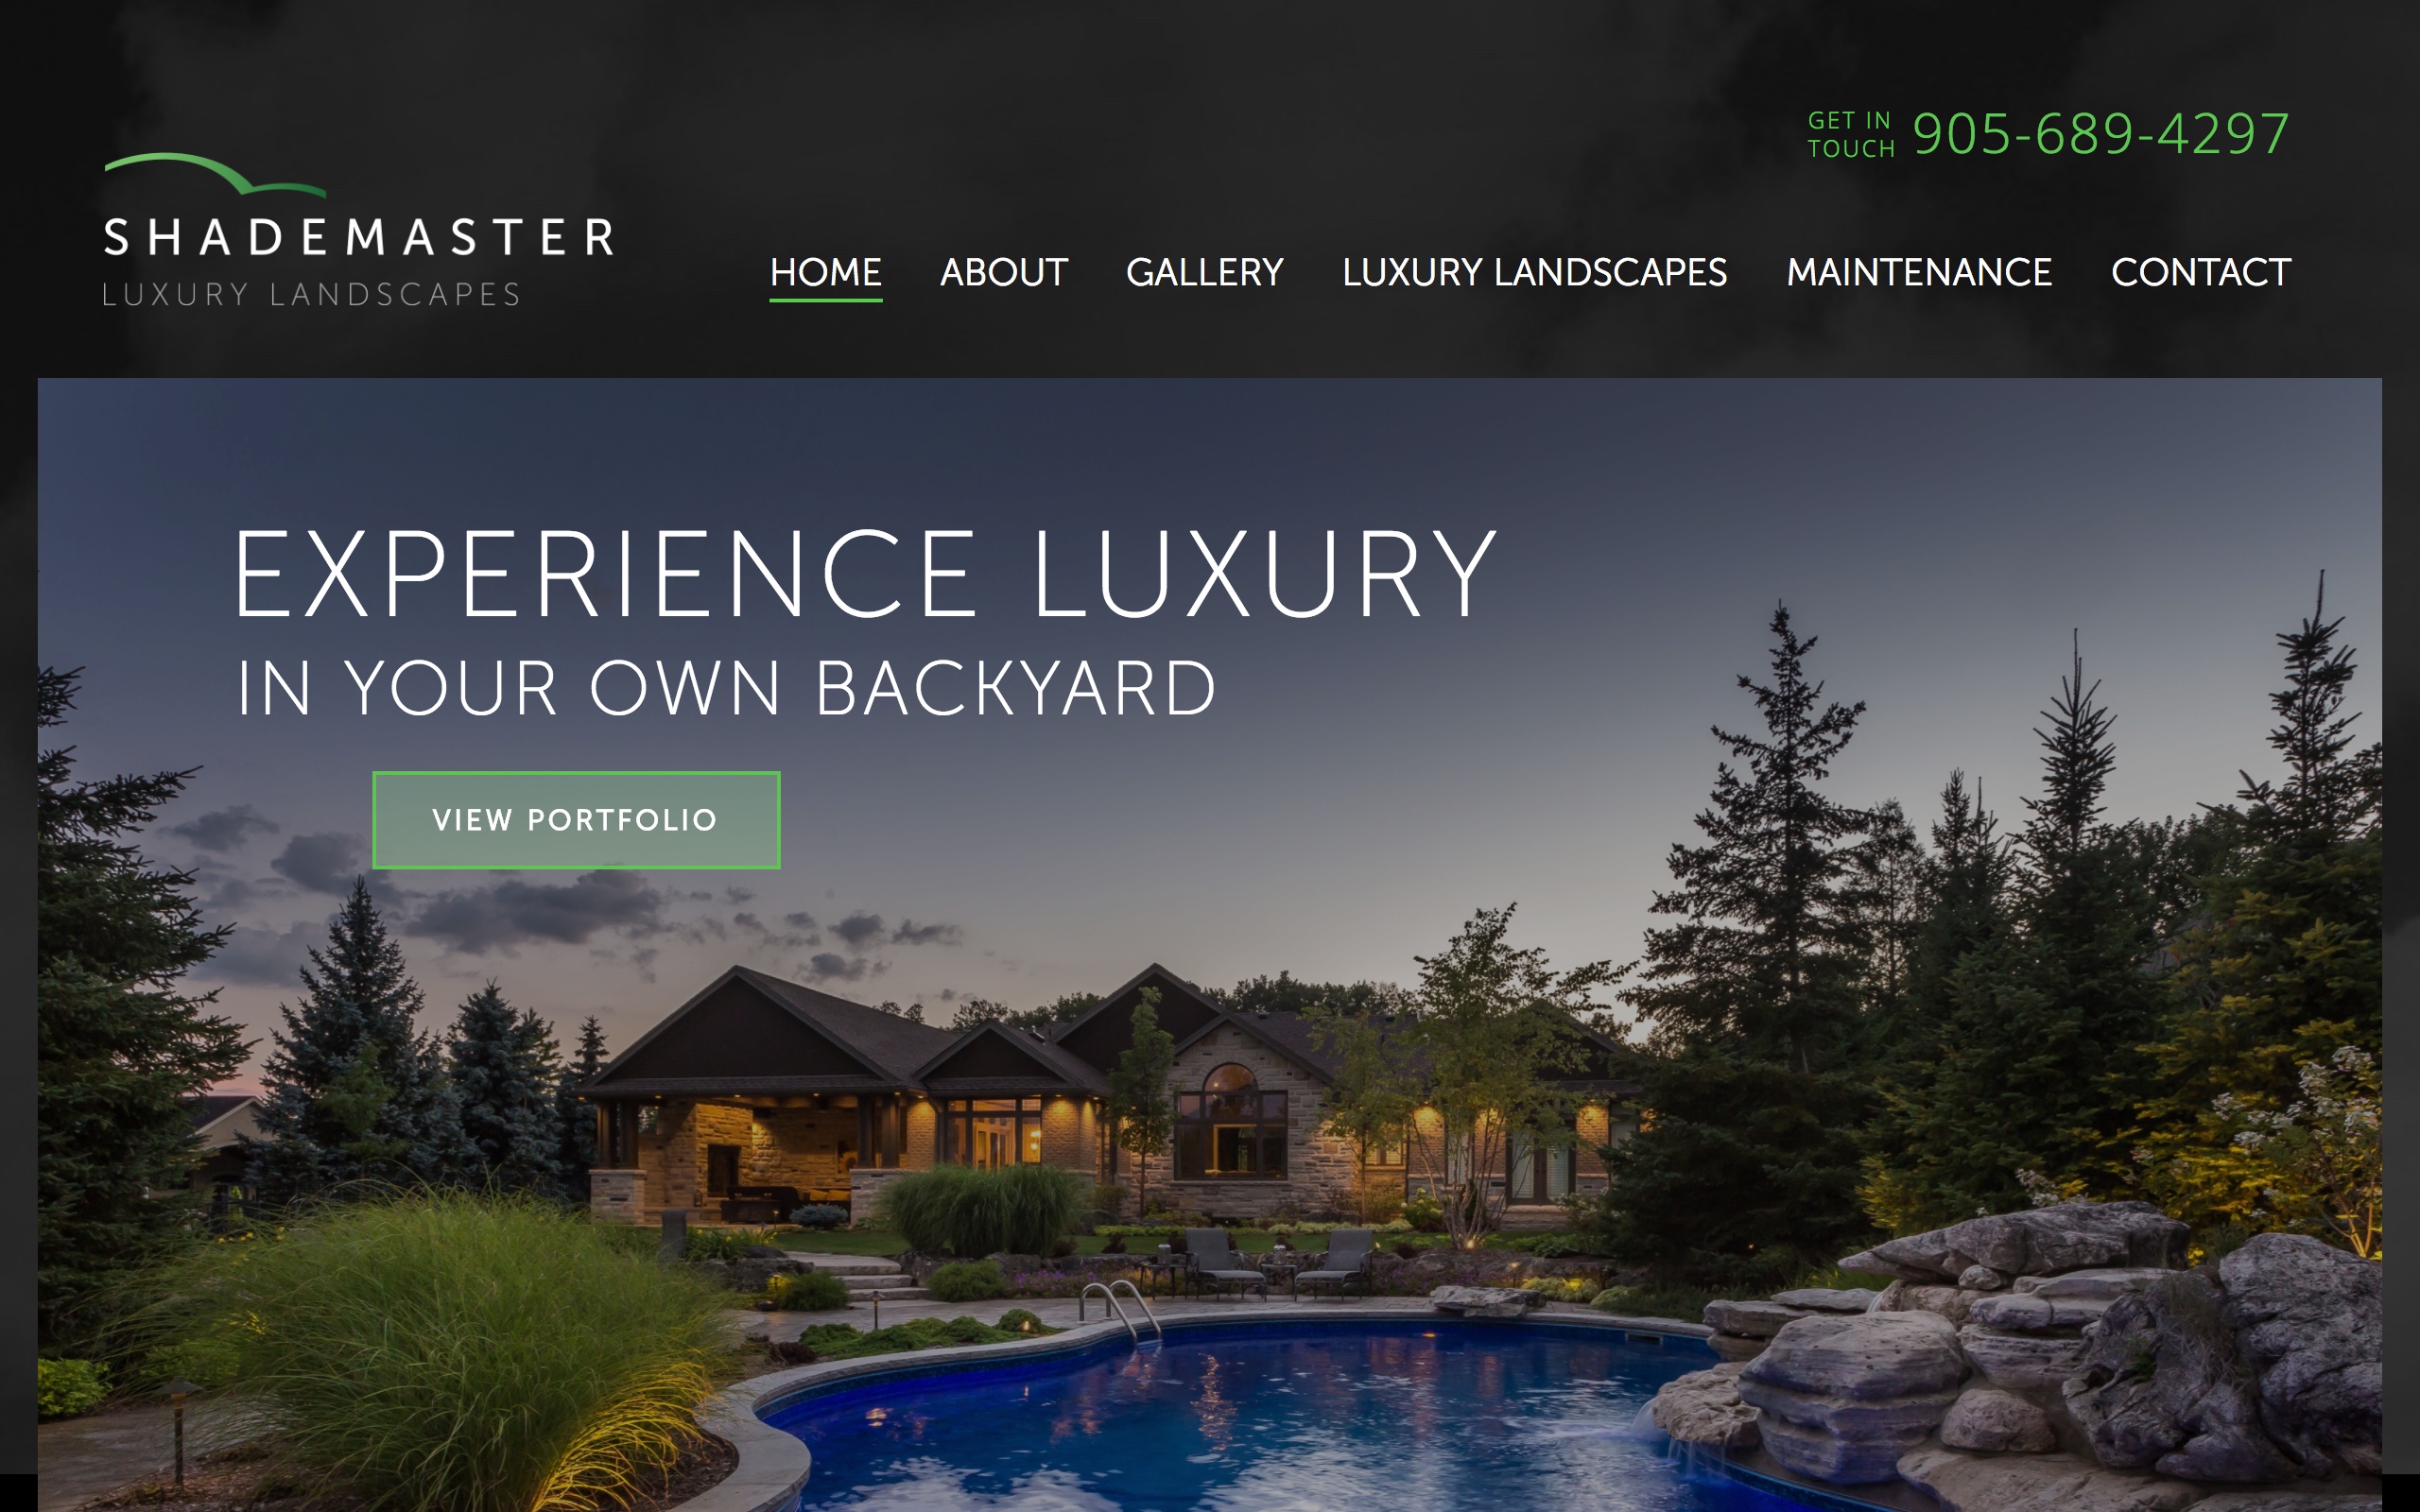 GET IN
TOUCH
905-689-4297
SHADEMASTER
LUXURY LANDSCAPES
HOME ABOUT GALLERY LUXURY LANDSCAPES MAINTENANCE CONTACT
EXPERIENCE LUXURY
IN YOUR OWN BACKYARD
VIEW PORTFOLIO